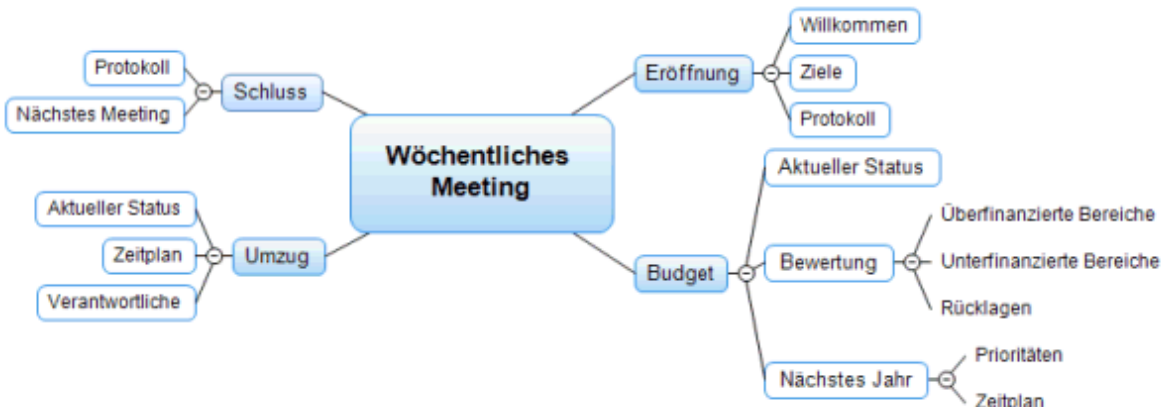 Wöchentliches
Meeting
Eröffnung
Willkommen
Ziele
Protokoll
Budget
Aktueller Status
Bewertung
Überfinanzierte Bereiche
Unterfinanzierte Bereiche
Rücklagen
Nächstes Jahr
Prioritäten
Zeitplan
Umzug
Aktueller Status
Zeitplan
Verantwortliche
Schluss
Protokoll
Nächstes Meeting